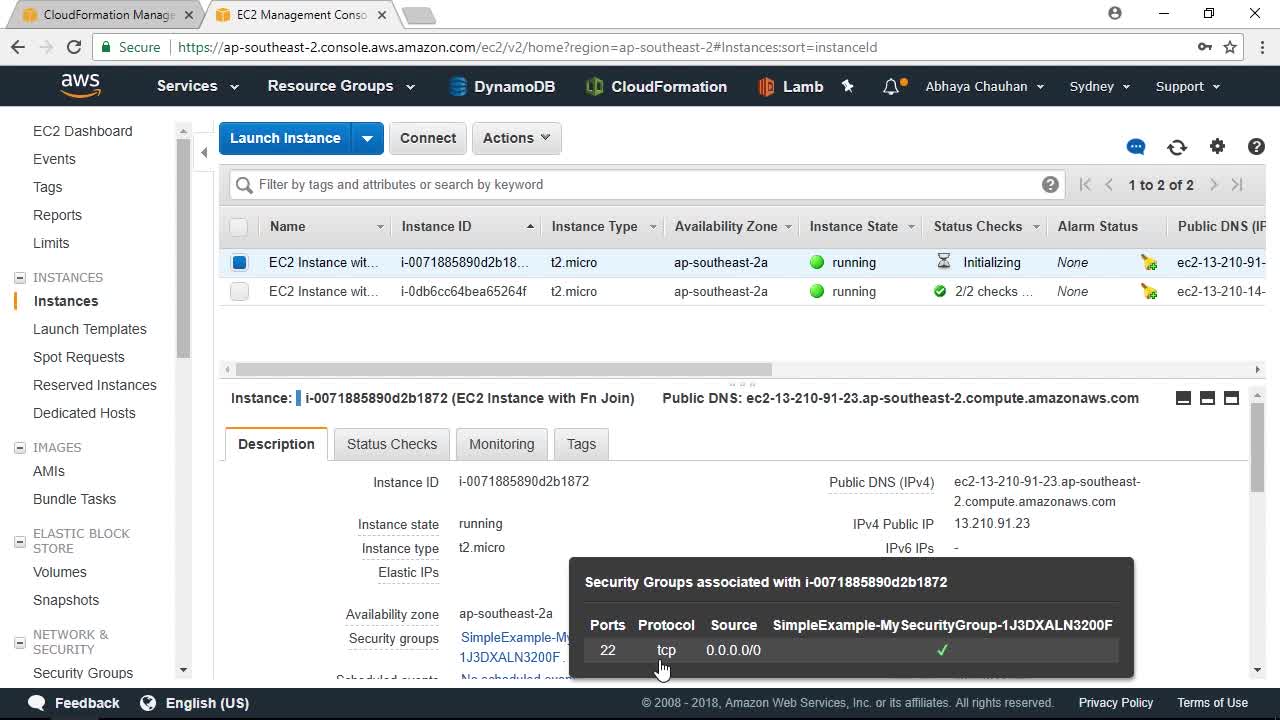 CloudFormation Manage
EC2 Management Conso
Secure https://ap-southeast-2.console.aws.amazon.com/ec2/v2/home?region=ap-southeast-2#Instances:sort=instanceId
aws Services Resource Groups DynamoDB CloudFormation Lamb Abhaya Chauhan Sydney Support
EC2 Dashboard
Events
Tags
Reports
Limits
INSTANCES
Instances
Launch Templates
Spot Requests
Reserved Instances
Dedicated Hosts
IMAGES
AMIs
Bundle Tasks
ELASTIC BLOCK
STORE
Volumes
Snapshots
NETWORK &
SECURITY
Security Groups
Launch Instance Connect Actions
Filter by tags and attributes or search by keyword
1 to 2 of 2
Name Instance ID Instance Type Availability Zone Instance State Status Checks Alarm Status Public DNS (IP
EC2 Instance wit... i-0071885890d2b18... t2.micro ap-southeast-2a running Initializing None ec2-13-210-91-
EC2 Instance wit... i-0db6cc64bea65264f t2.micro ap-southeast-2a running 2/2 checks ... None ec2-13-210-14-
Instance: i-0071885890d2b1872 (EC2 Instance with Fn Join) Public DNS: ec2-13-210-91-23.ap-southeast-2.compute.amazonaws.com
Description Status Checks Monitoring Tags
Instance ID i-0071885890d2b1872
Public DNS (IPv4) ec2-13-210-91-23.ap-southeast-
2.compute.amazonaws.com
Instance state running
IPv4 Public IP 13.210.91.23
Instance type t2.micro
IPv6 IPs -
Elastic IPs
Availability zone ap-southeast-2a
Security groups SimpleExample-My
1J3DXALN3200F.
Scheduled events No scheduled even
Security Groups associated with i-0071885890d2b1872
Ports Protocol Source SimpleExample-MySecurityGroup-1J3DXALN3200F
22 tcp 0.0.0.0/0 ✓
Feedback English (US) © 2008 - 2018, Amazon Web Services, Inc. or its affiliates. All rights reserved. Privacy Policy Terms of Use